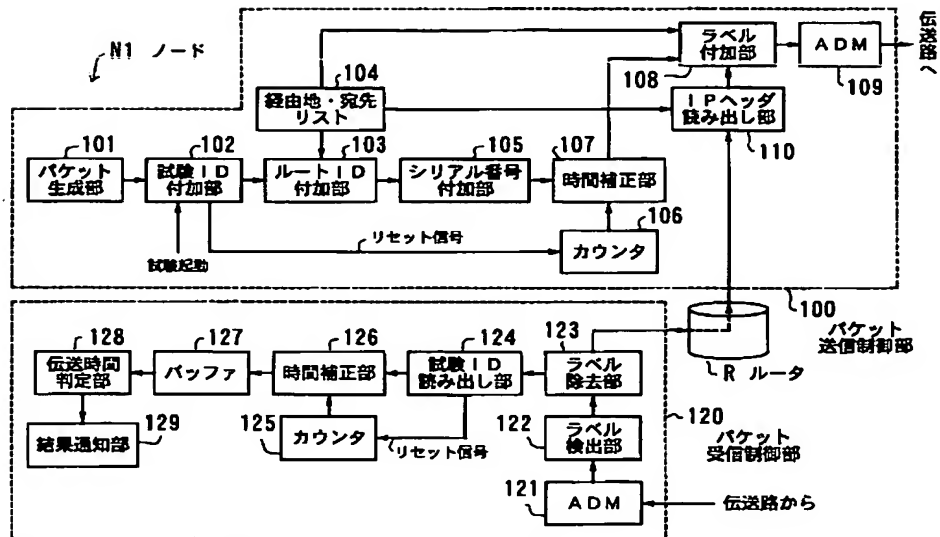 N1 ノード
104
経由地・宛先
リスト
ラベル
付加部
108
ADM
109
伝送路へ
IPヘッダ
読み出し部
110
101
パケット
生成部
102
試験ID
付加部
103
ルートID
付加部
105
シリアル番号
付加部
107
時間補正部
106
カウンタ
リセット信号
試験起動
100
パケット
送信制御部
R ルータ
128
伝送時間
判定部
127
バッファ
126
時間補正部
124
試験ID
読み出し部
123
ラベル
除去部
129
結果通知部
125
カウンタ
リセット信号
122
ラベル
検出部
120
パケット
受信制御部
121
ADM
伝送路から